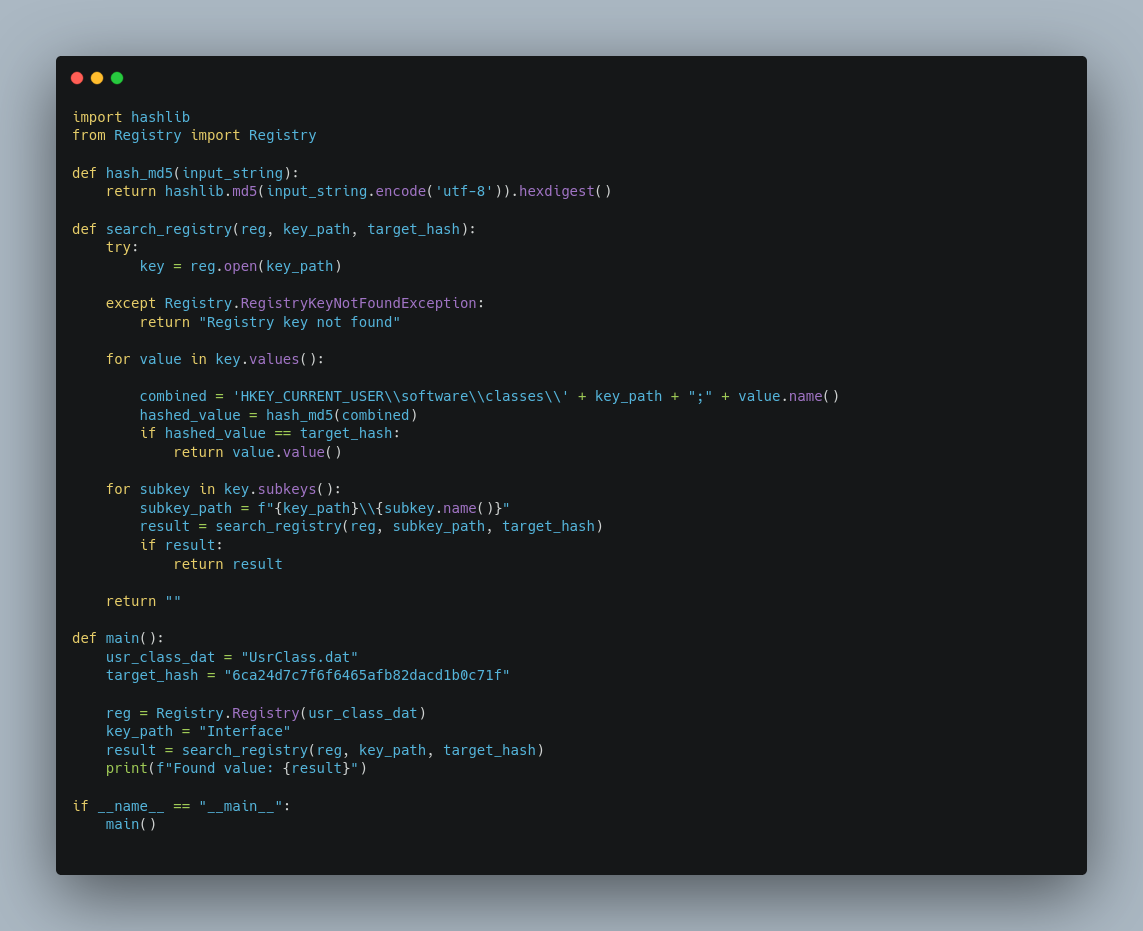 import hashlib
from Registry import Registry

def hash_md5(input_string):
    return hashlib.md5(input_string.encode('utf-8')).hexdigest()

def search_registry(reg, key_path, target_hash):
    try:
        key = reg.open(key_path)

    except Registry.RegistryKeyNotFoundException:
        return "Registry key not found"

    for value in key.values():

        combined = 'HKEY_CURRENT_USER\\software\\classes\\' + key_path + ";" + value.name()
        hashed_value = hash_md5(combined)
        if hashed_value == target_hash:
            return value.value()

    for subkey in key.subkeys():
        subkey_path = f"{key_path}\\{subkey.name()}"
        result = search_registry(reg, subkey_path, target_hash)
        if result:
            return result

    return ""

def main():
    usr_class_dat = "UsrClass.dat"
    target_hash = "6ca24d7c7f6f6465afb82dacd1b0c71f"

    reg = Registry.Registry(usr_class_dat)
    key_path = "Interface"
    result = search_registry(reg, key_path, target_hash)
    print(f"Found value: {result}")

if __name__ == "__main__":
    main()